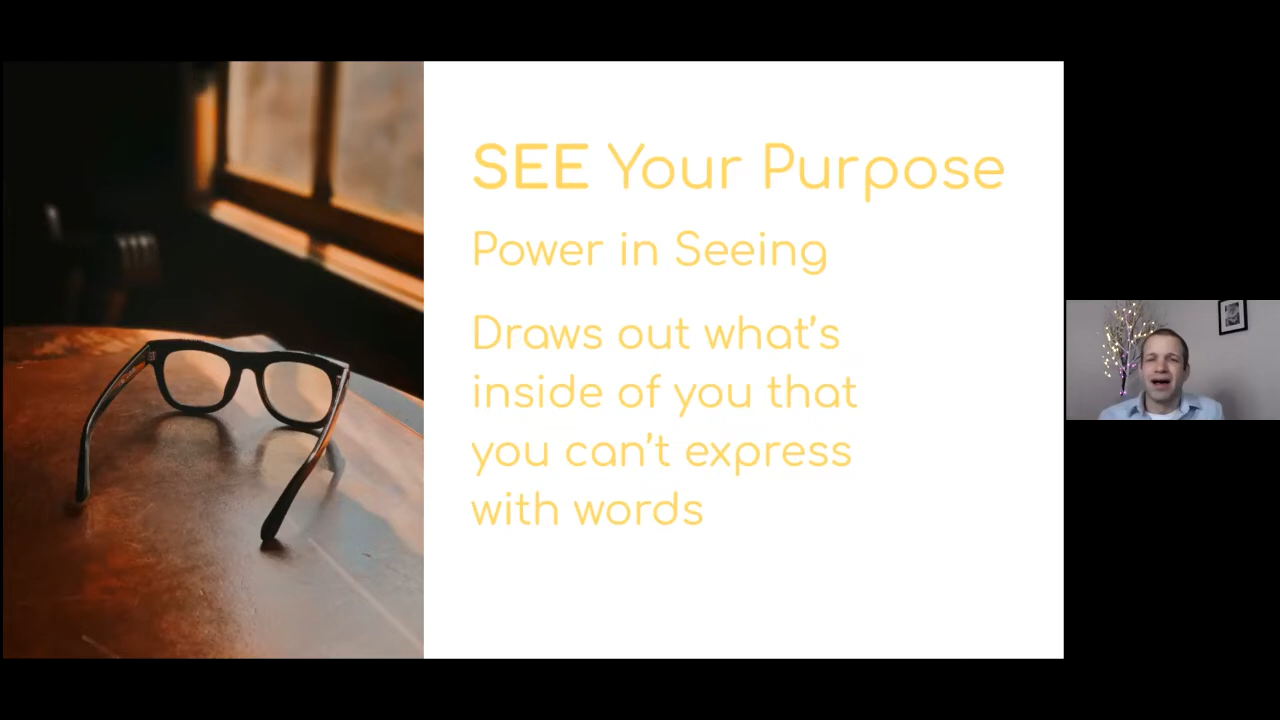 SEE Your Purpose
Power in Seeing
Draws out what’s
inside of you that
you can’t express
with words